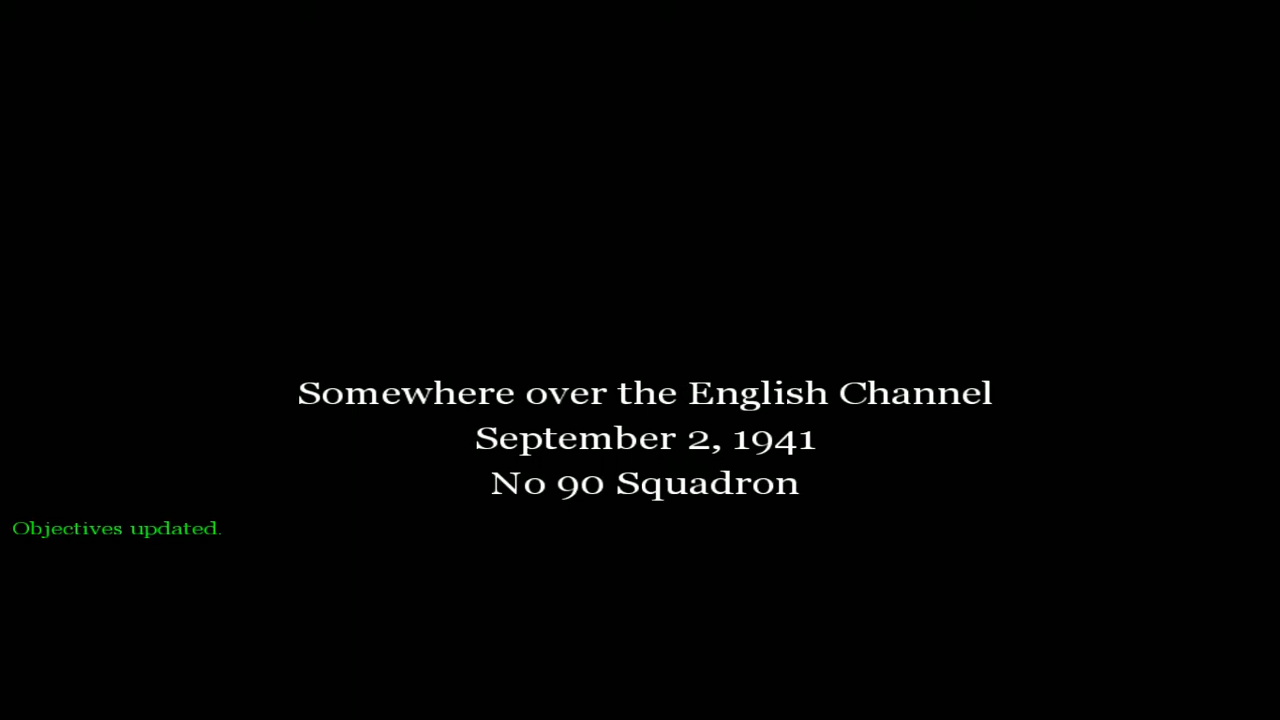 Somewhere over the English Channel
September 2, 1941
No 90 Squadron
Objectives updated.